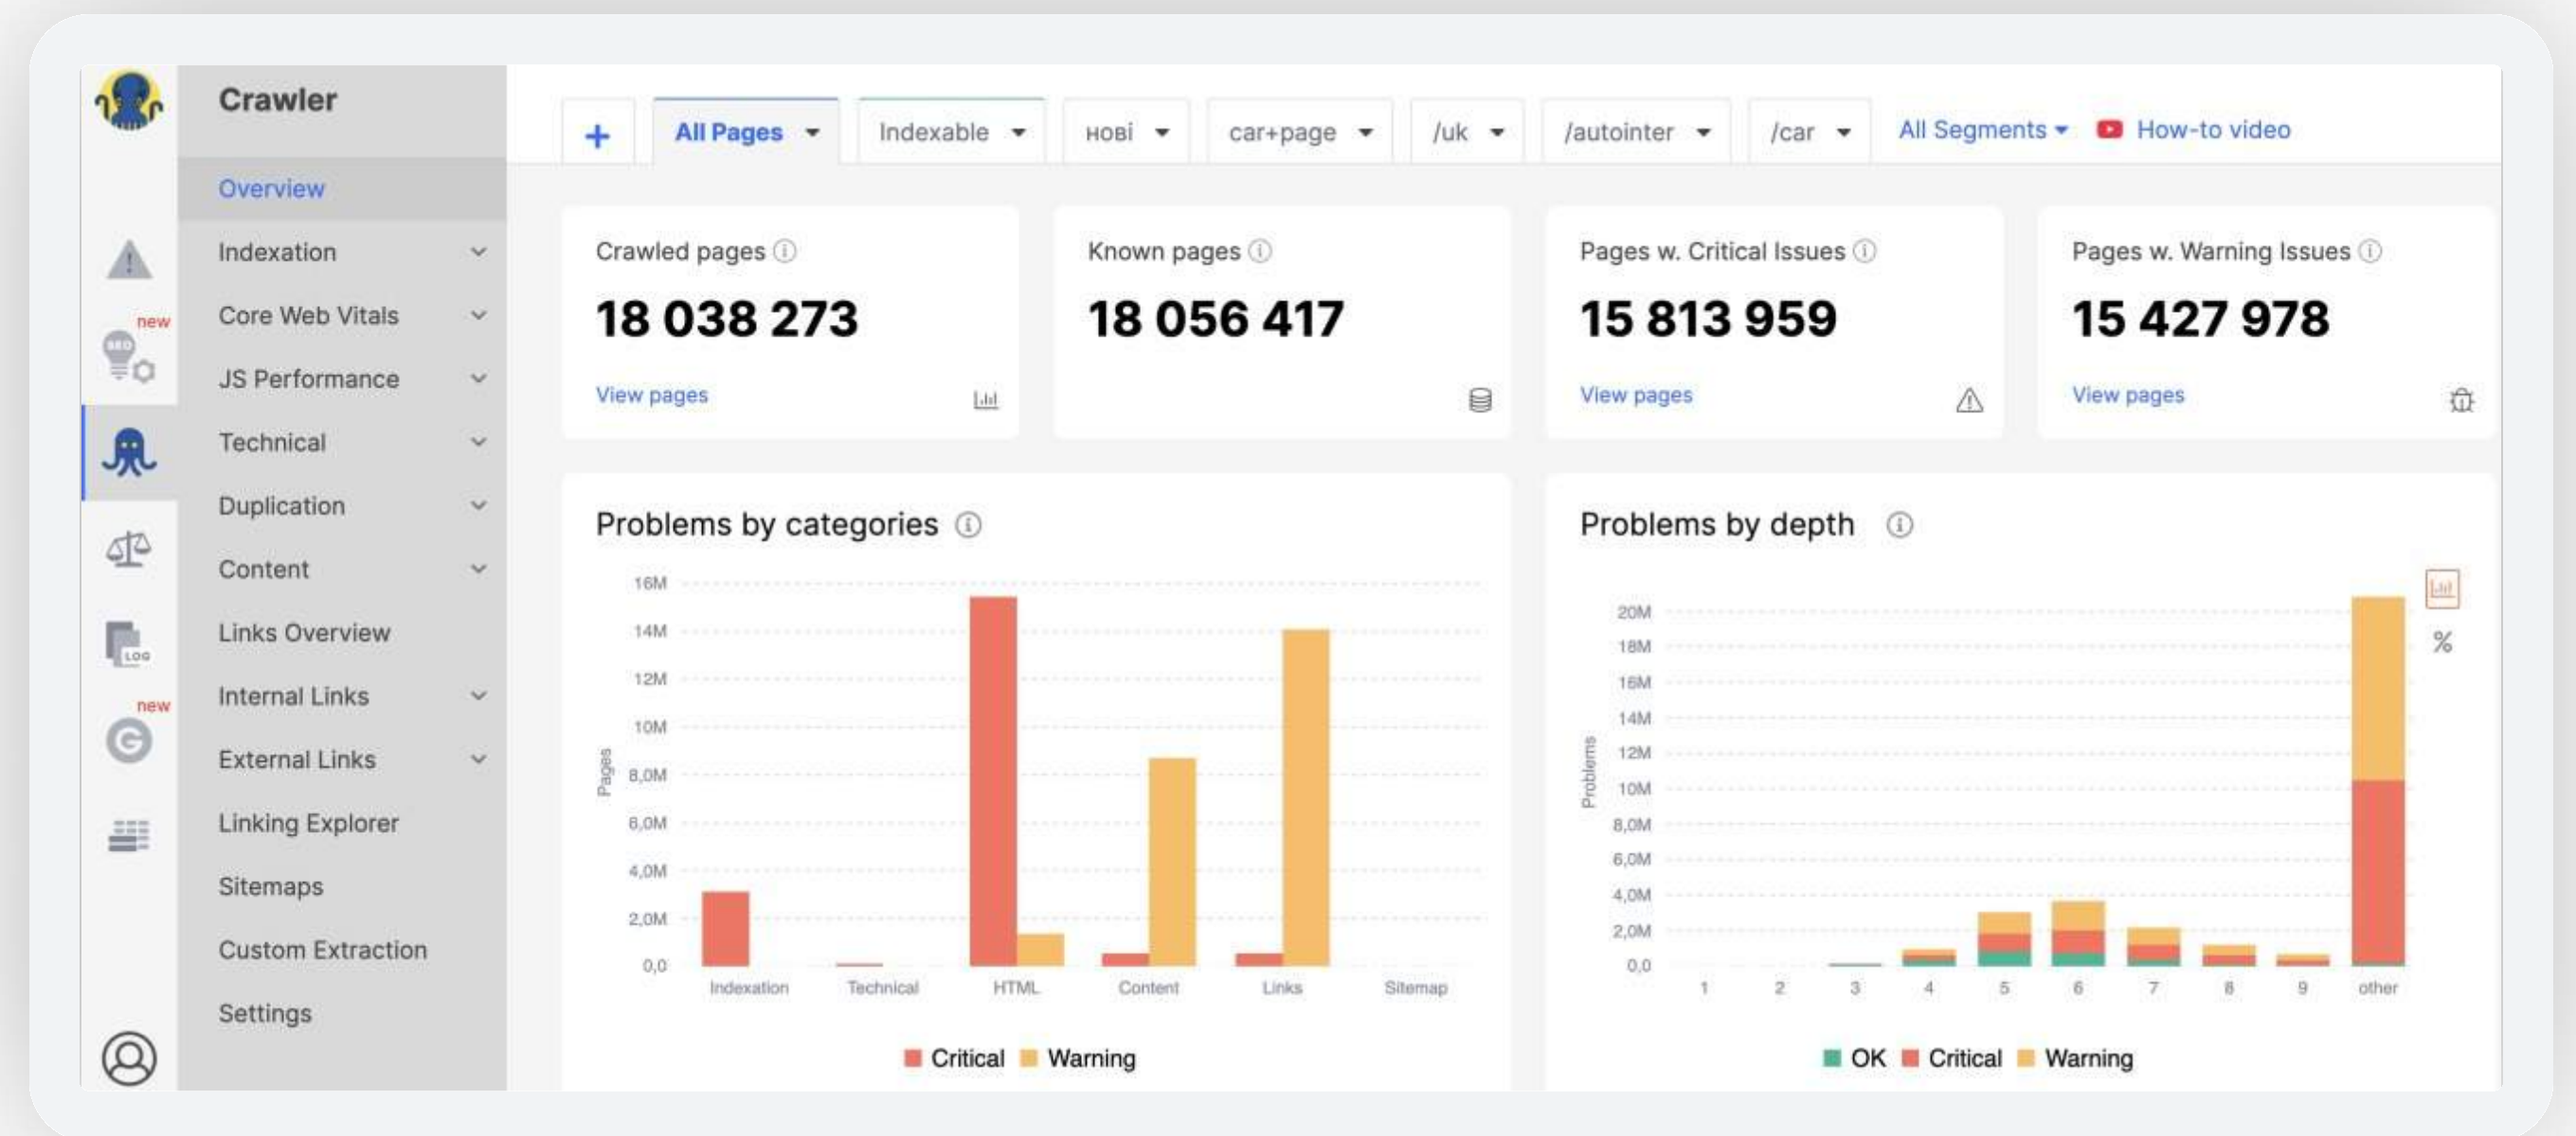 Crawler
Overview
Indexation
new
Core Web Vitals
SEO
JS Performance
Technical
Duplication
Content
Links Overview
LOG
Internal Links
new
G
External Links
Linking Explorer
Sitemaps
Custom Extraction
Settings
+ All Pages Indexable нові car+page /uk /autointer /car All Segments How-to video
Crawled pages
18 038 273
View pages
Known pages
18 056 417
Pages w. Critical Issues
15 813 959
View pages
Pages w. Warning Issues
15 427 978
View pages
Problems by categories
Pages
16M
14M
12M
10M
8,0M
6,0M
4,0M
2,0M
0,0
Indexation Technical HTML Content Links Sitemap
Critical Warning
Problems by depth
%
Problems
20M
18M
16M
14M
12M
10M
8,0M
6,0M
4,0M
2,0M
0,0
1 2 3 4 5 6 7 8 9 other
OK Critical Warning